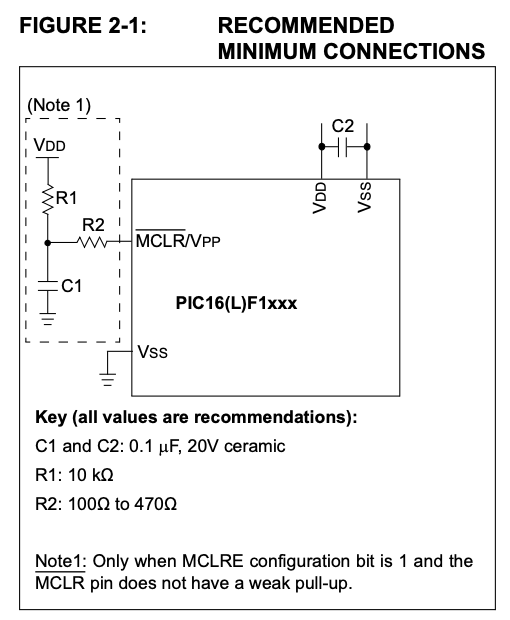 FIGURE 2-1: RECOMMENDED
MINIMUM CONNECTIONS
(Note 1)
VDD
R1
R2
C1
C2
VDD
VSS
MCLR/VPP
PIC16(L)F1xxx
VSS
Key (all values are recommendations):
C1 and C2: 0.1 μF, 20V ceramic
R1: 10 kΩ
R2: 100Ω to 470Ω
Note1: Only when MCLRE configuration bit is 1 and the
MCLR pin does not have a weak pull-up.